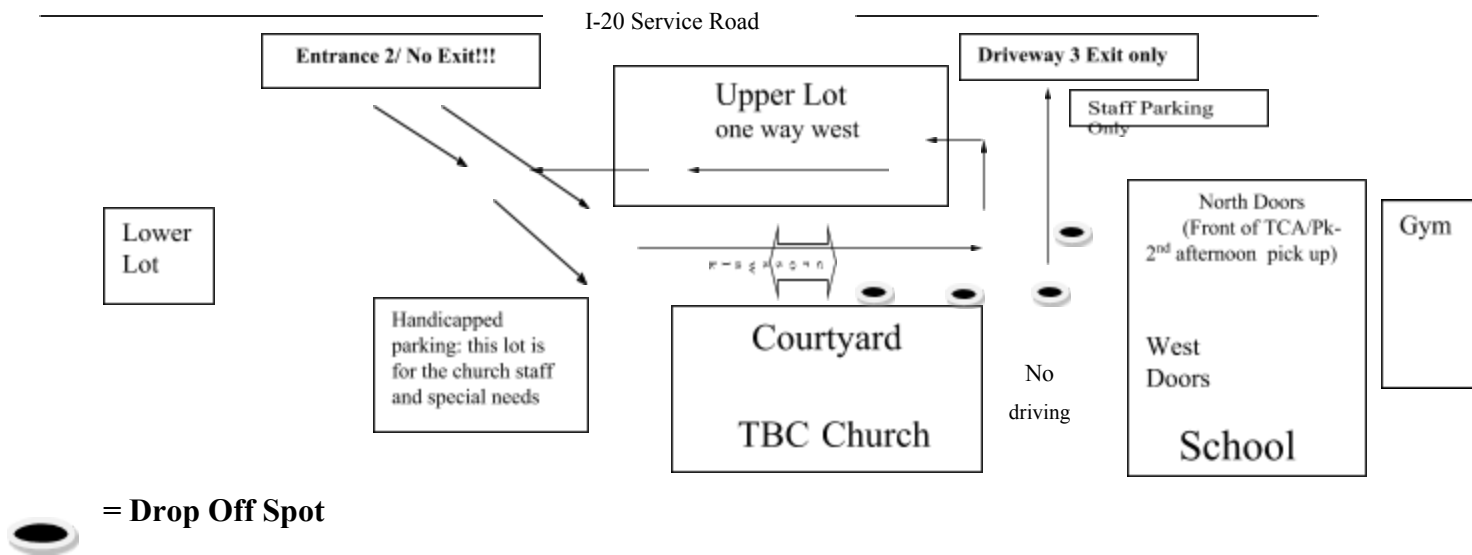 I-20 Service Road
Entrance 2/ No Exit!!!
Driveway 3 Exit only
Upper Lot
one way west
Staff Parking
Only
North Doors
(Front of TCA/Pk-
2nd afternoon pick up)
Gym
Lower
Lot
Handicapped
parking: this lot is
for the church staff
and special needs
Courtyard
West
Doors
No
driving
TBC Church
School
= Drop Off Spot